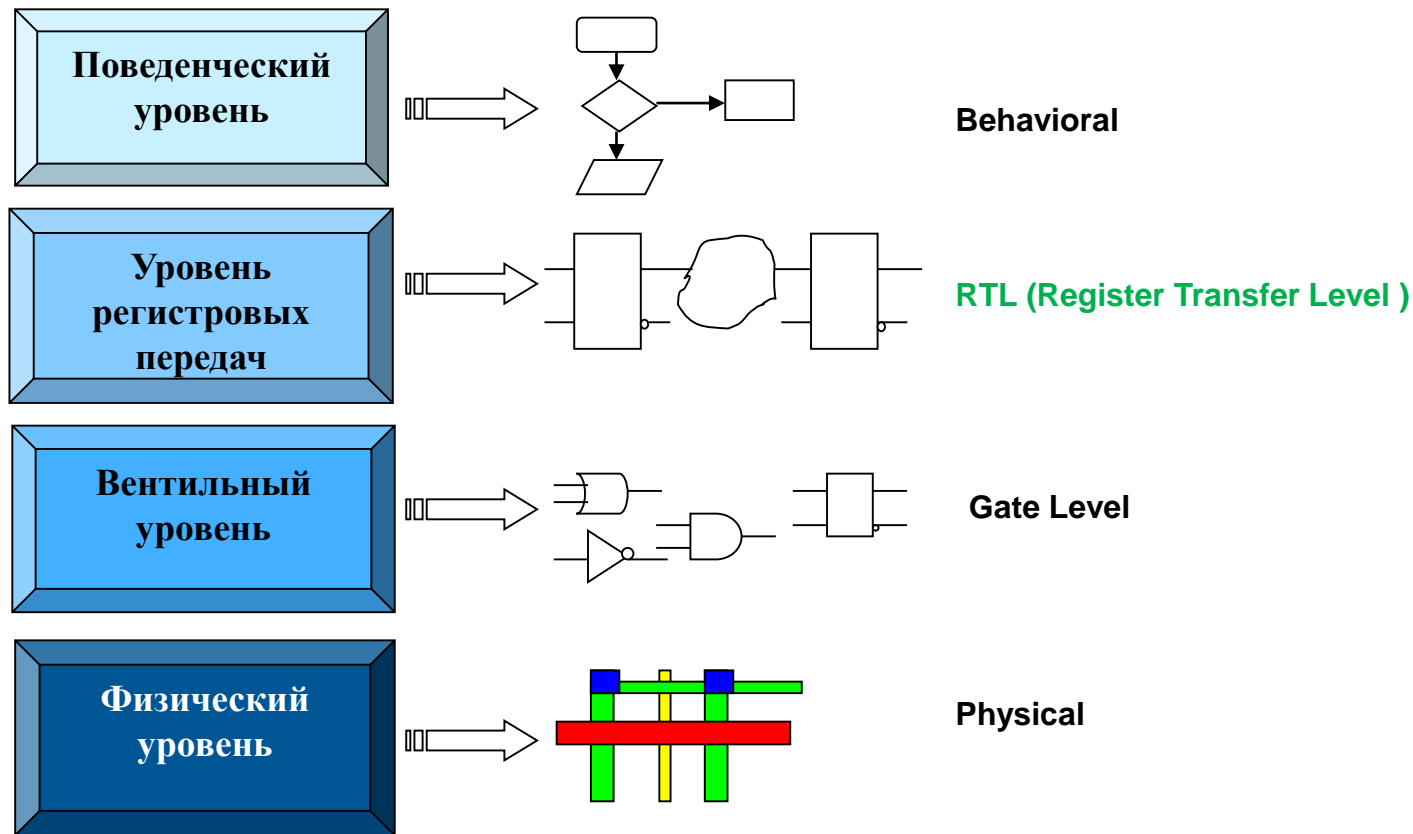 Поведенческий
уровень
Behavioral
Уровень
регистровых
передач
RTL (Register Transfer Level )
Вентильный
уровень
Gate Level
Физический
уровень
Physical